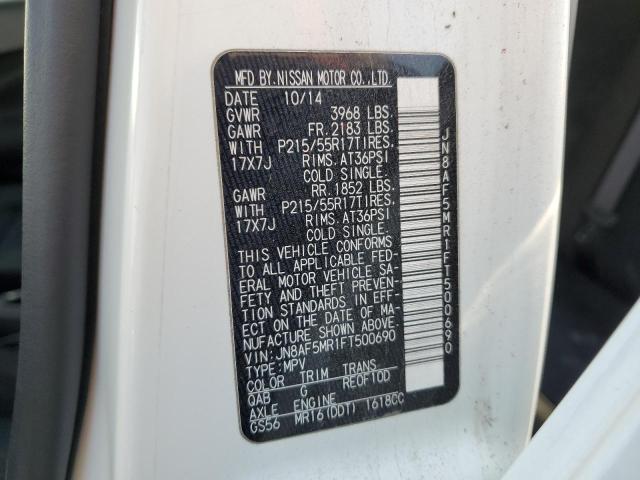 MFD BY.NISSAN MOTOR CO.,LTD.
DATE 10/14
GVWR 3968 LBS.
GAWR FR.2183 LBS.
WITH P215/55R17TIRES.
17X7J RIMS. AT36PSI
COLD SINGLE.
GAWR RR.1852 LBS.
WITH P215/55R17TIRES.
17X7J RIMS. AT36PSI
COLD SINGLE.
THIS VEHICLE CONFORMS
TO ALL APPLICABLE FED-
ERAL MOTOR VEHICLE SA-
FETY AND THEFT PREVEN-
TION STANDARDS IN EFF-
ECT ON THE DATE OF MA-
NUFACTURE SHOWN ABOVE.
VIN:JN8AF5MR1FT500690
TYPE:MPV
COLOR TRIM TRANS
QAB G RE0F10D
AXLE ENGINE
GS56 MR16(DDT) 1618CC
JN8AF5MR1FT500690